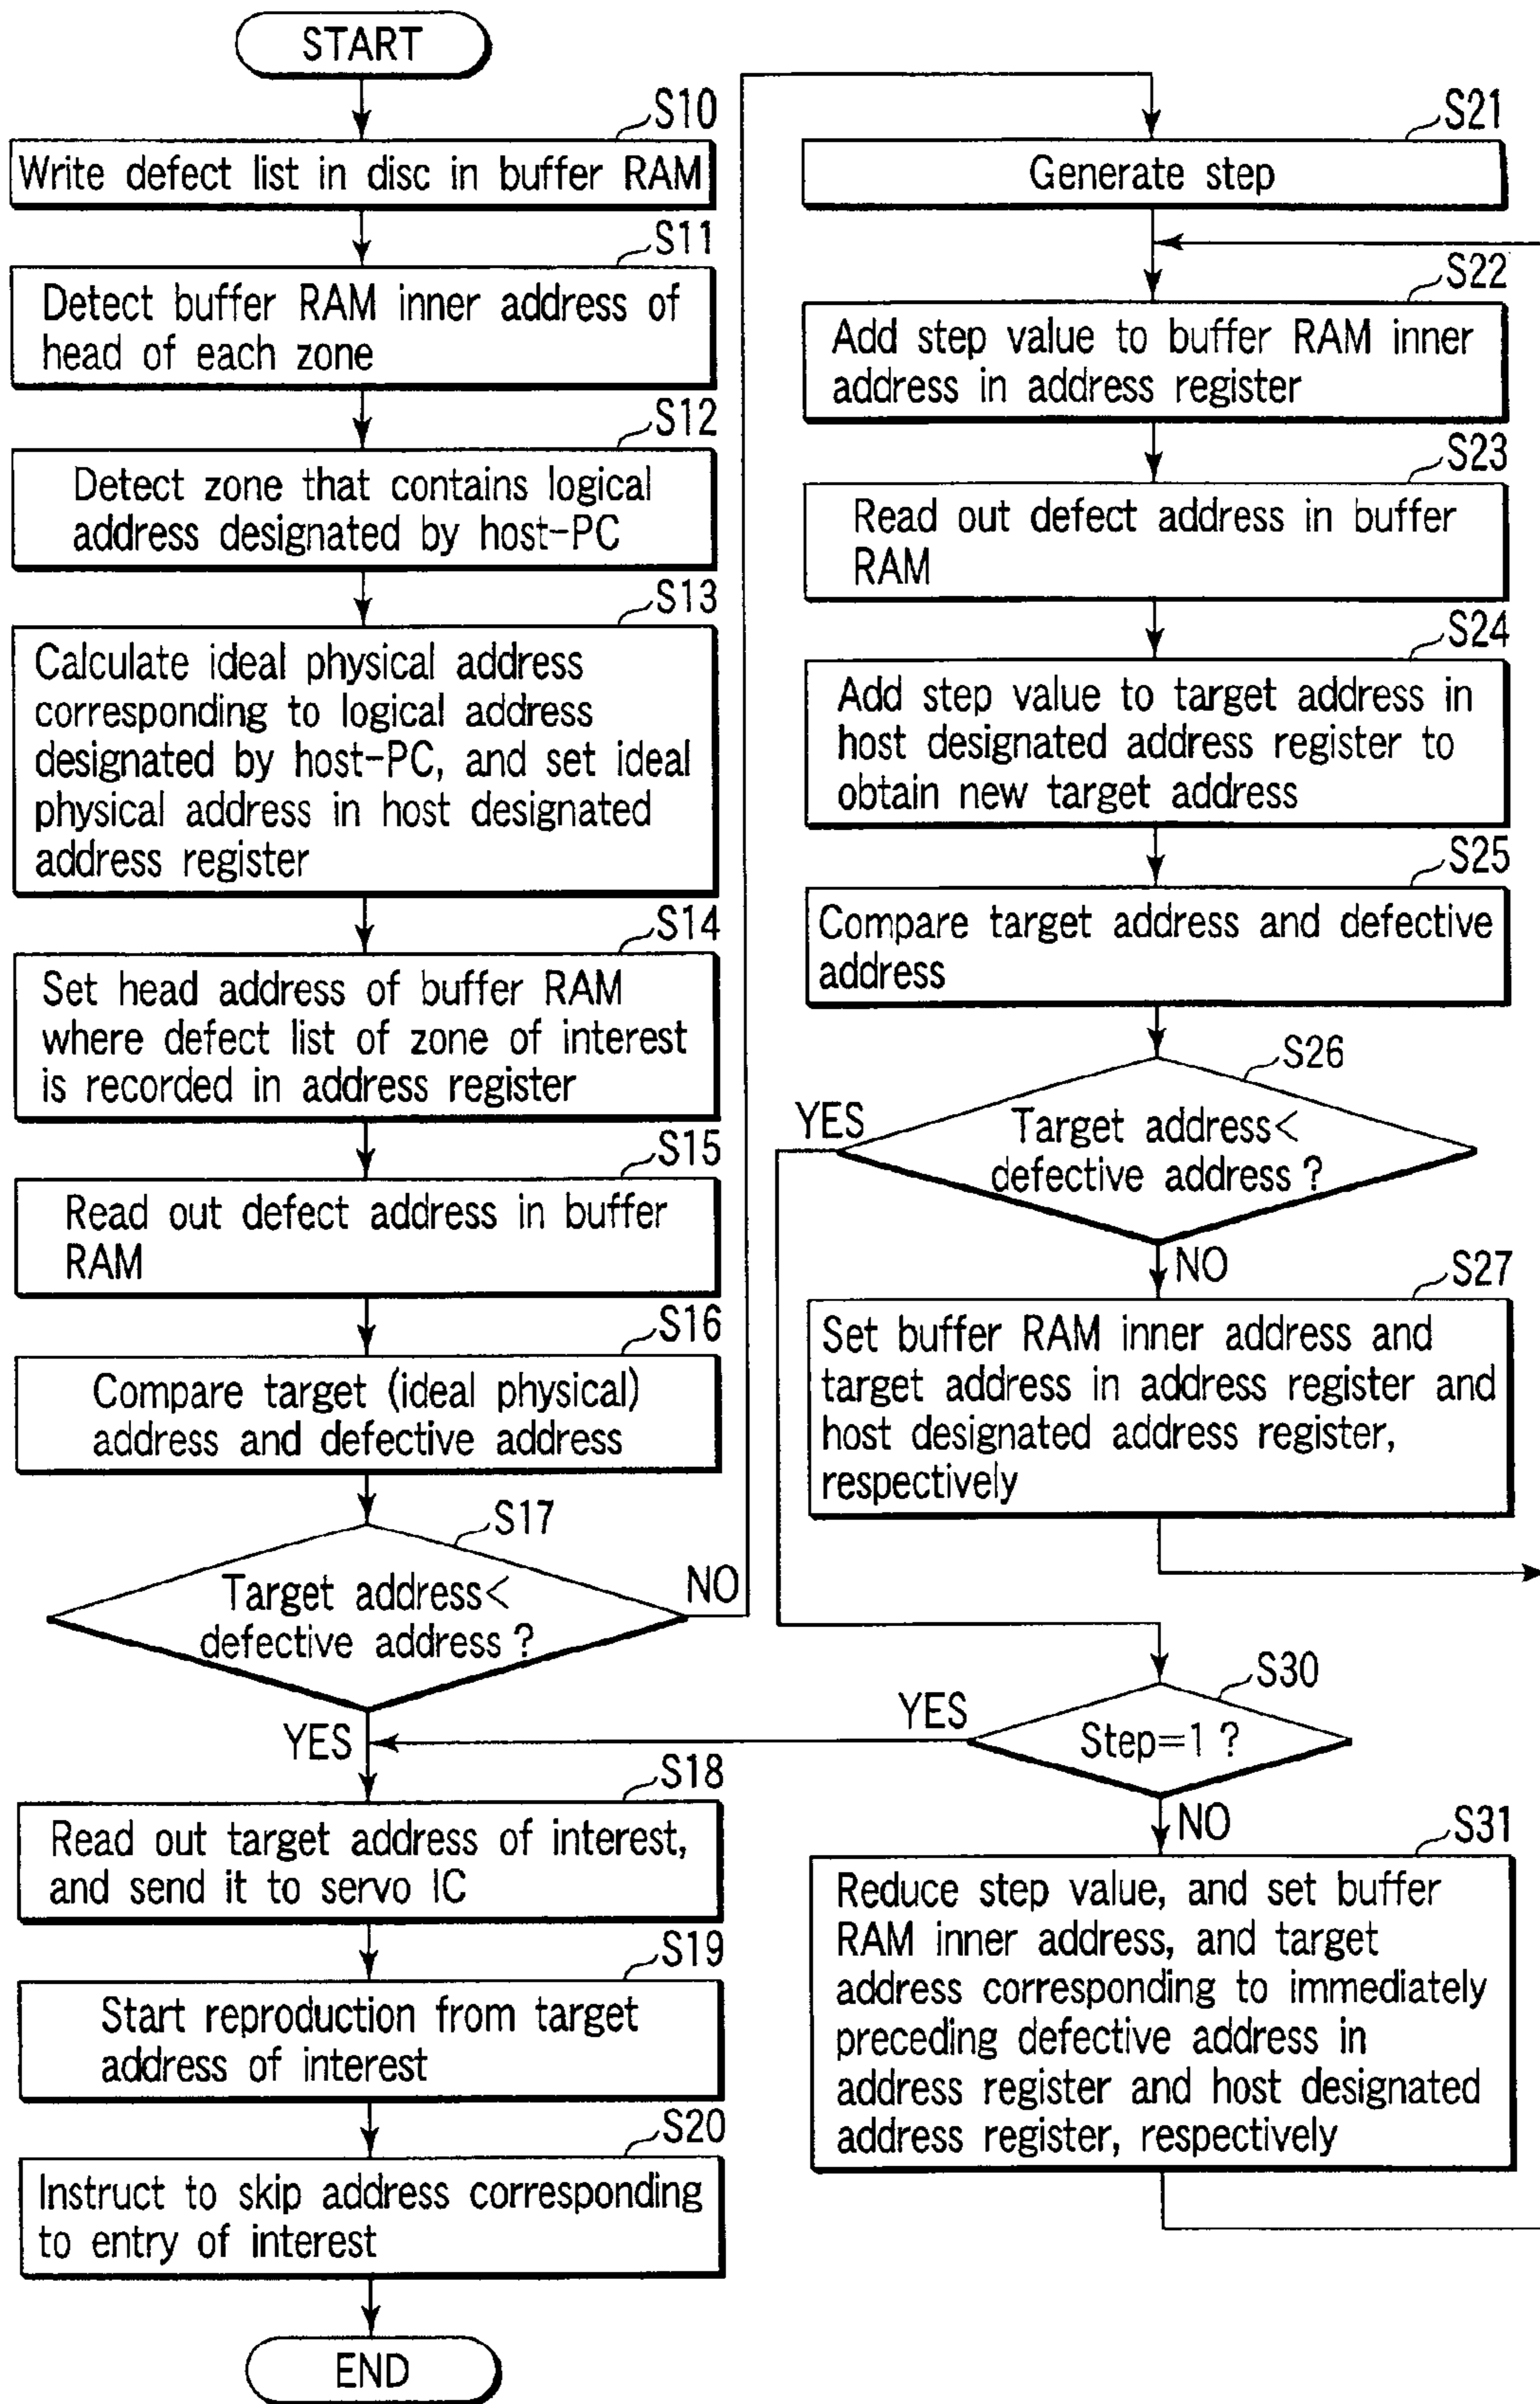 START
S10
Write defect list in disc in buffer RAM
S11
Detect buffer RAM inner address of
head of each zone
S12
Detect zone that contains logical
address designated by host-PC
S13
Calculate ideal physical address
corresponding to logical address
designated by host-PC, and set ideal
physical address in host designated
address register
S14
Set head address of buffer RAM
where defect list of zone of interest
is recorded in address register
S15
Read out defect address in buffer
RAM
S16
Compare target (ideal physical)
address and defective address
S17
Target address<
defective address ?
NO
YES
S18
Read out target address of interest,
and send it to servo IC
S19
Start reproduction from target
address of interest
S20
Instruct to skip address corresponding
to entry of interest
END
S21
Generate step
S22
Add step value to buffer RAM inner
address in address register
S23
Read out defect address in buffer
RAM
S24
Add step value to target address in
host designated address register to
obtain new target address
S25
Compare target address and defective
address
S26
YES
Target address<
defective address ?
NO
S27
Set buffer RAM inner address and
target address in address register and
host designated address register,
respectively
S30
YES
Step=1 ?
NO
S31
Reduce step value, and set buffer
RAM inner address, and target
address corresponding to immediately
preceding defective address in
address register and host designated
address register, respectively